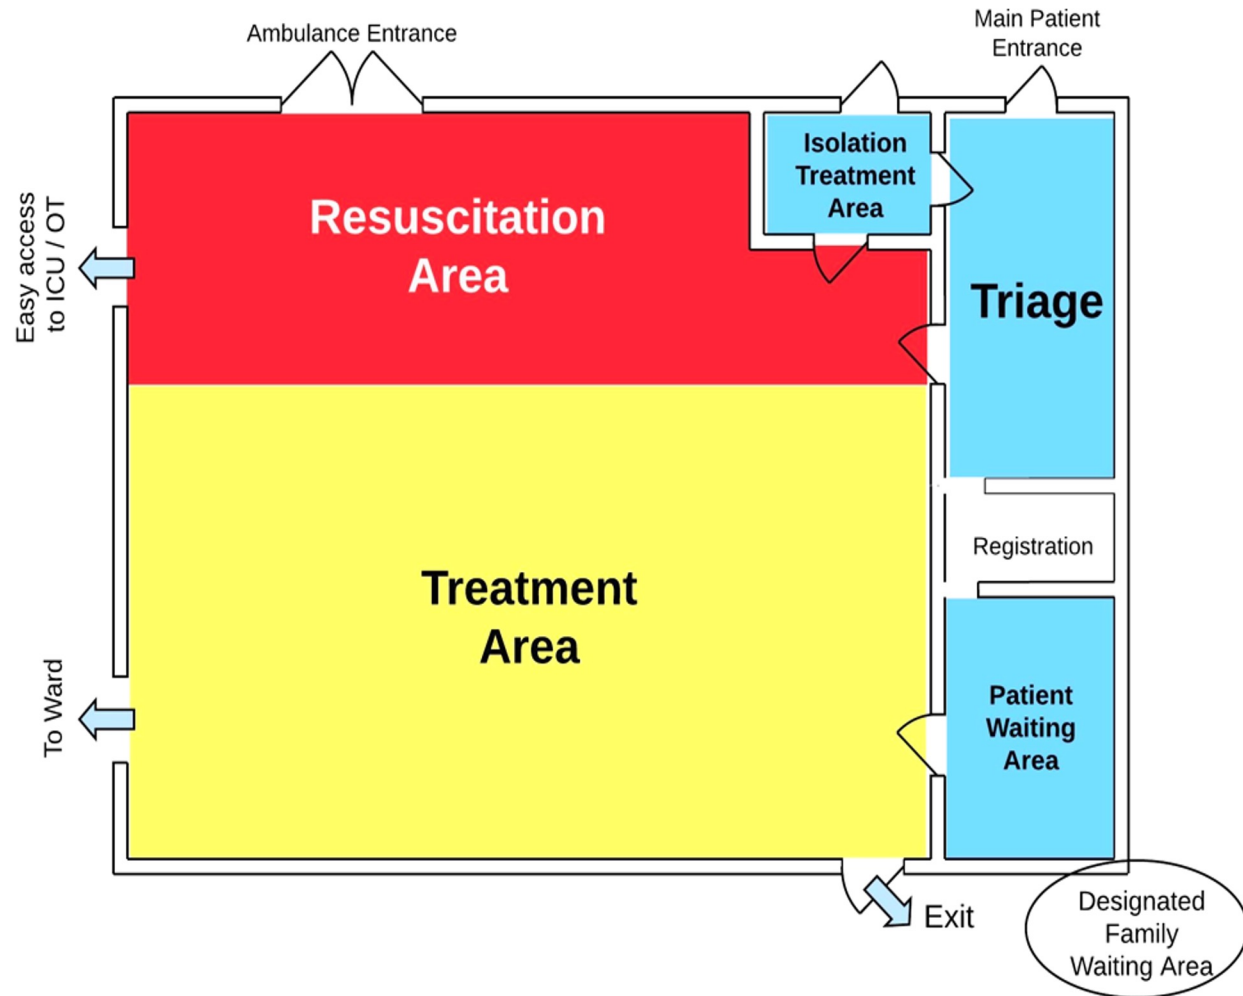 Ambulance Entrance
Main Patient
Entrance
Isolation
Treatment
Area
Resuscitation
Area
Easy access
to ICU / OT
Triage
Registration
Treatment
Area
To Ward
Patient
Waiting
Area
Exit
Designated
Family
Waiting Area